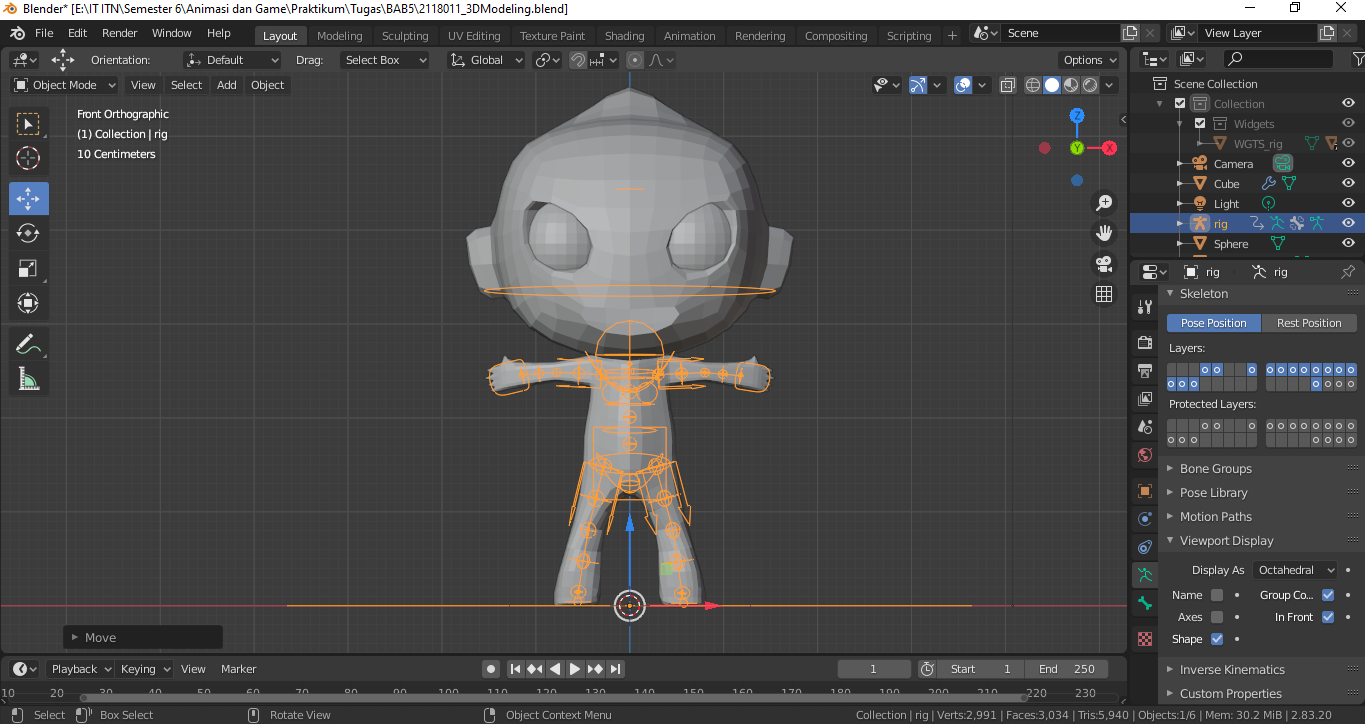 Blender* [E:\IT ITN\Semester 6\Animasi dan Game\Praktikum\Tugas\BAB5\2118011_3DModeling.blend]
File Edit Render Window Help Layout Modeling Sculpting UV Editing Texture Paint Shading Animation Rendering Compositing Scripting + Scene View Layer
Orientation: Default Drag: Select Box Global Options
Object Mode View Select Add Object
Front Orthographic
(1) Collection | rig
10 Centimeters
Z
Y
X
Move
Scene Collection
Collection
Widgets
WGTS_rig
Camera
Cube
Light
rig
Sphere
rig rig
Skeleton
Pose Position Rest Position
Layers:
Protected Layers:
Bone Groups
Pose Library
Motion Paths
Viewport Display
Display As Octahedral
Name Group Co...
Axes In Front
Shape
Inverse Kinematics
Custom Properties
Playback Keying View Marker 1 Start 1 End 250
10 20 30 40 50 60 70 80 90 100 110 120 130 140 150 160 170 180 190 200 210 220 230
Select Box Select Rotate View Object Context Menu Collection | rig | Verts:2,991 | Faces:3,034 | Tris:5,940 | Objects:1/6 | Mem: 30.2 MiB | 2.83.20